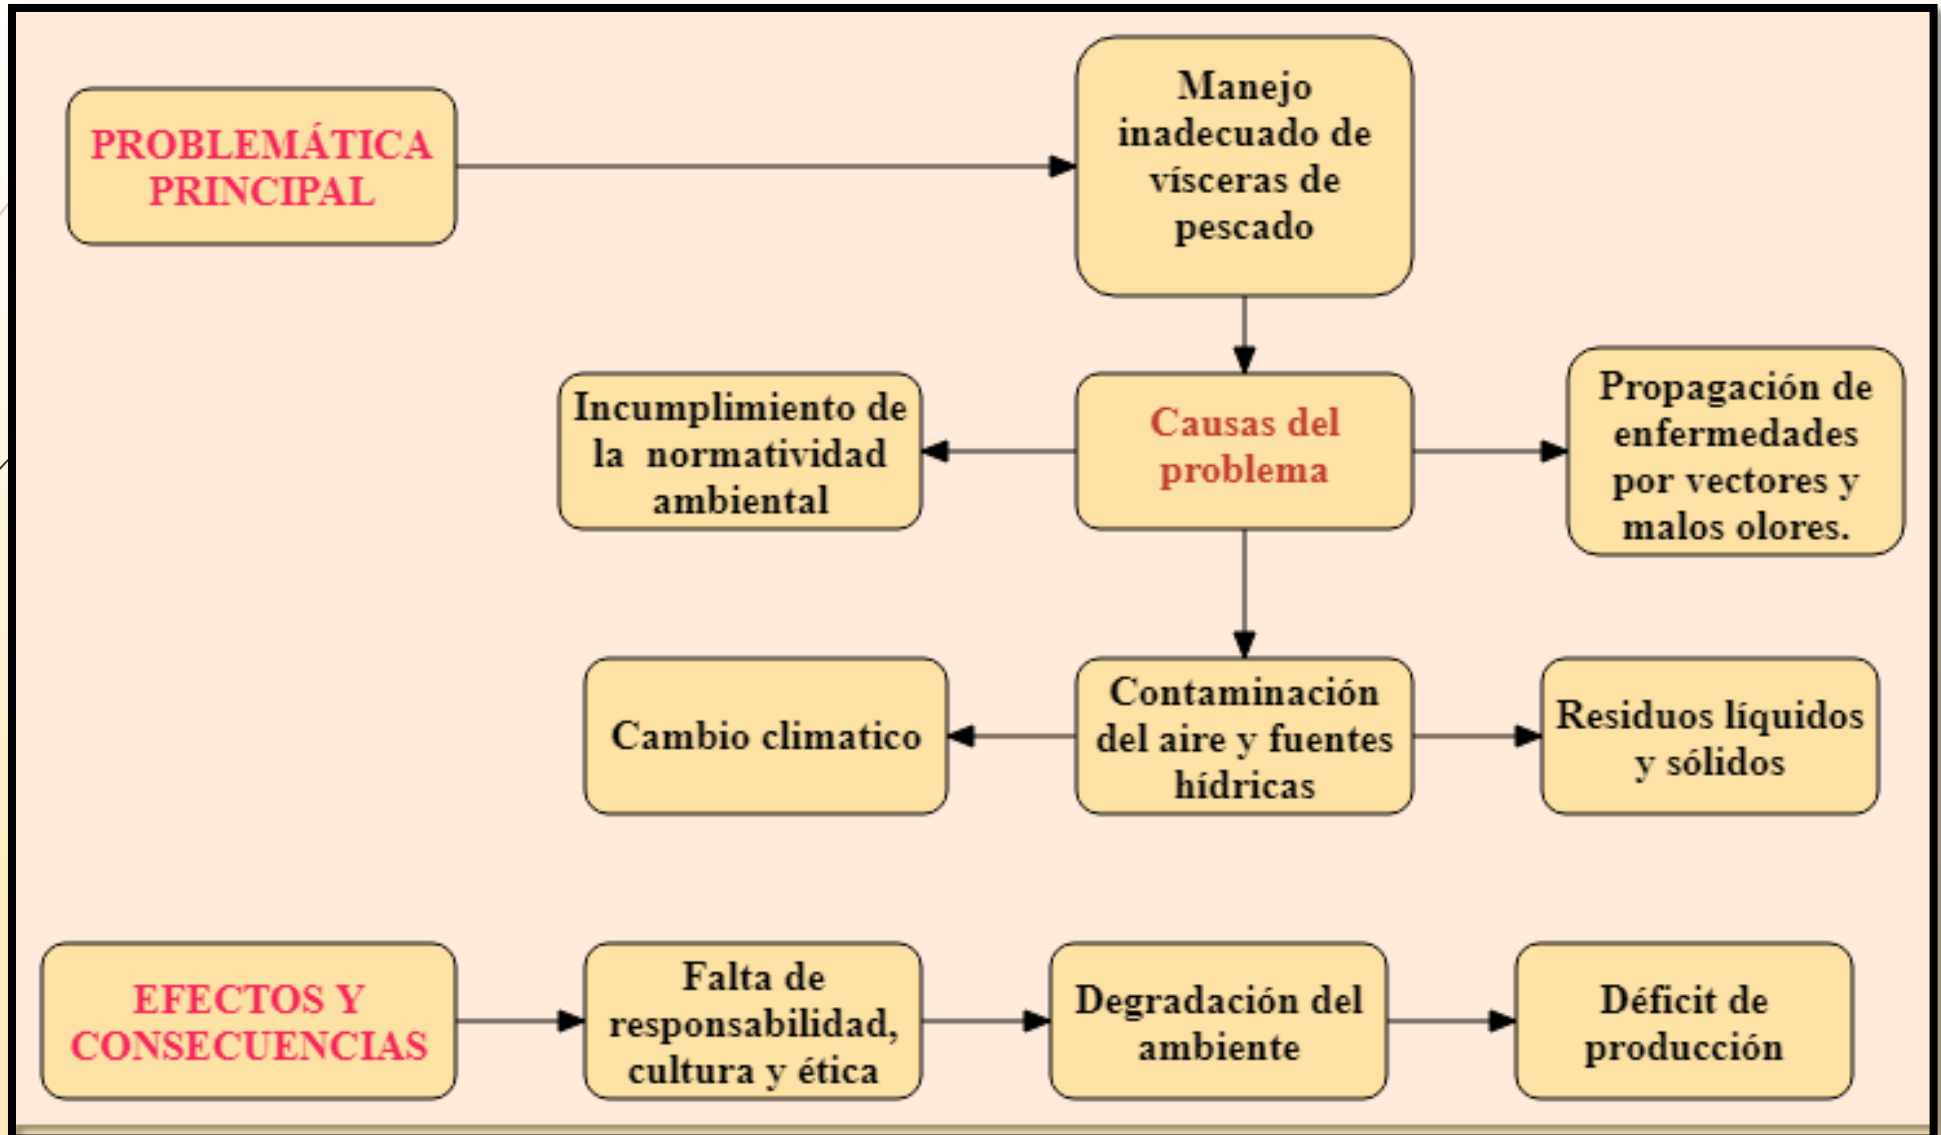 PROBLEMÁTICA
PRINCIPAL
Manejo
inadecuado de
vísceras de
pescado
Incumplimiento de
la  normatividad
ambiental
Causas del
problema
Propagación de
enfermedades
por vectores y
malos olores.
Cambio climatico
Contaminación
del aire y fuentes
hídricas
Residuos líquidos
y sólidos
EFECTOS Y
CONSECUENCIAS
Falta de
responsabilidad,
cultura y ética
Degradación del
ambiente
Déficit de
producción